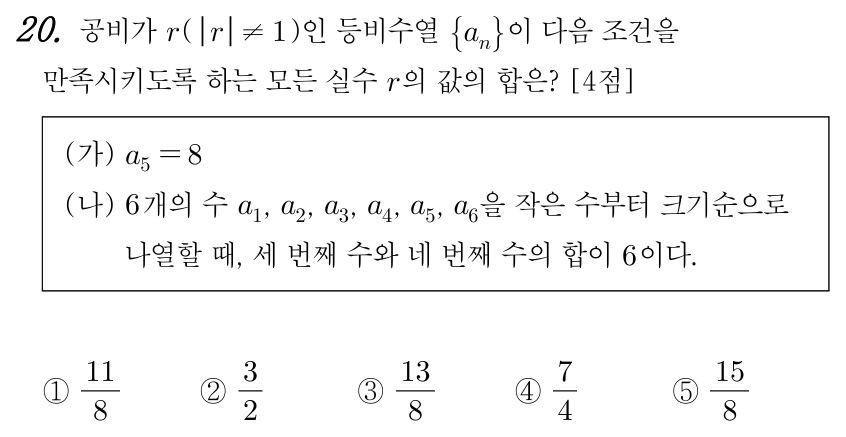 20. 공비가 r(|r|≠1)인 등비수열 {aₙ}이 다음 조건을
만족시키도록 하는 모든 실수 r의 값의 합은? [4점]
(가) a₅=8
(나) 6개의 수 a₁, a₂, a₃, a₄, a₅, a₆을 작은 수부터 크기순으로
나열할 때, 세 번째 수와 네 번째 수의 합이 6이다.
① 11/8 ② 3/2 ③ 13/8 ④ 7/4 ⑤ 15/8